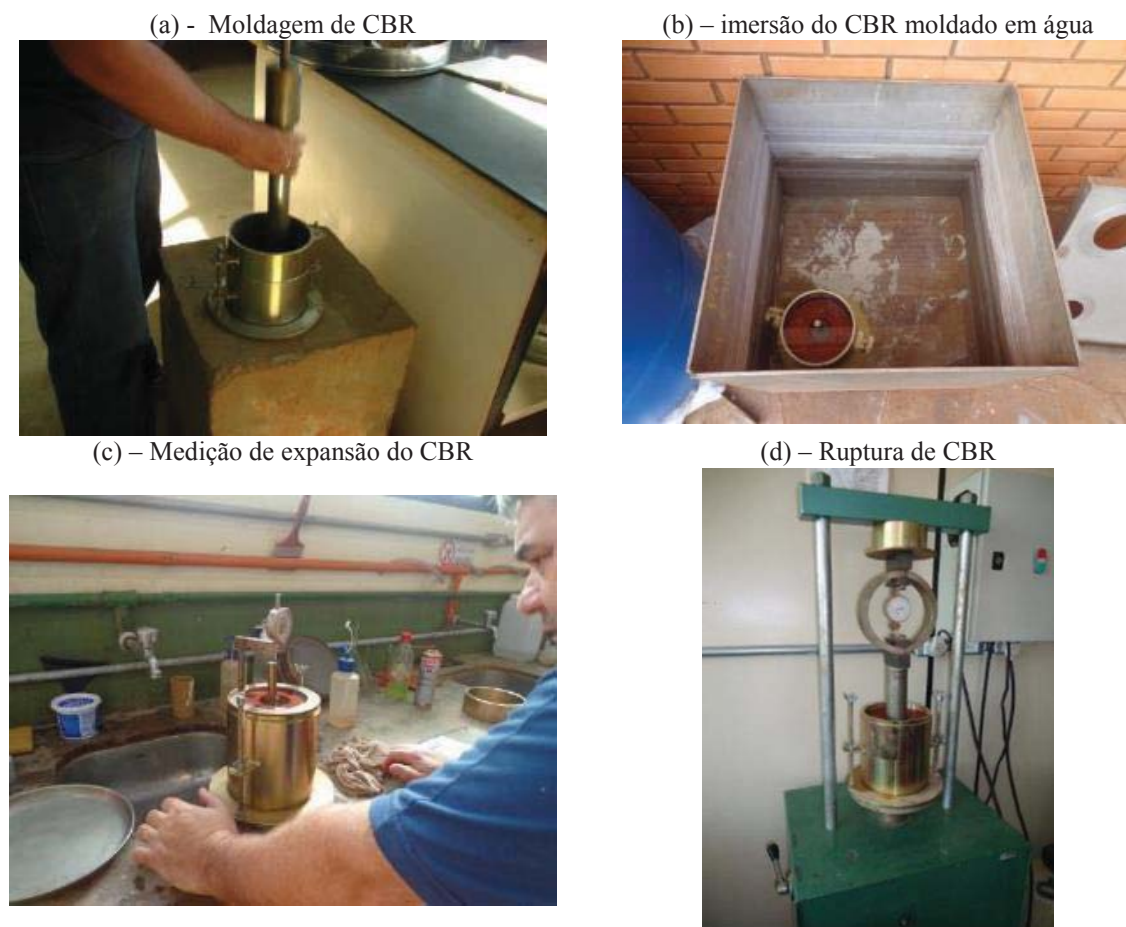 (a) - Moldagem de CBR
(b) – imersão do CBR moldado em água
(c) – Medição de expansão do CBR
(d) – Ruptura de CBR